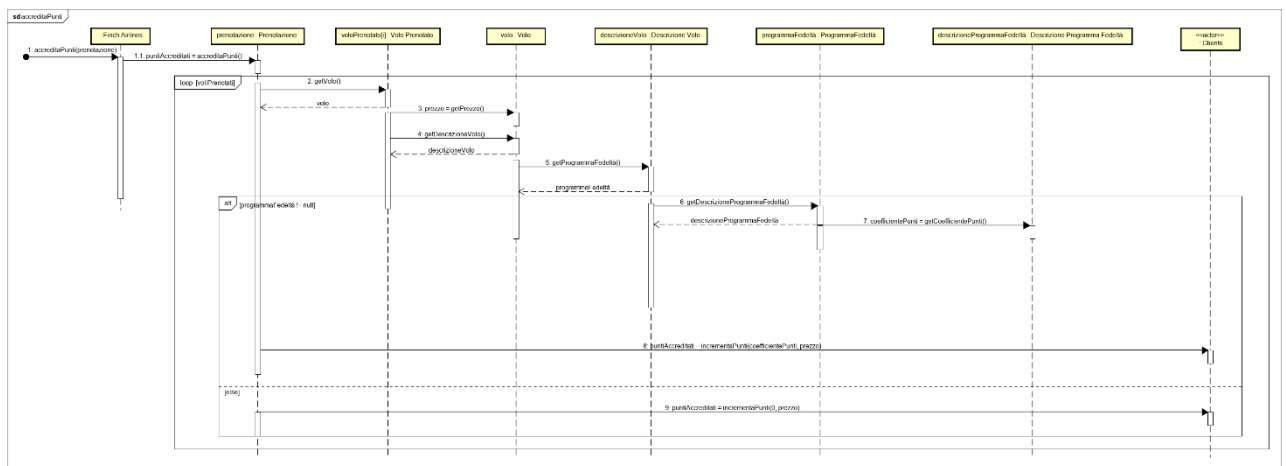 sd accreditaPunti
: Finch Airlines
prenotazione : Prenotazione
voloPrenotato[i] : Volo Prenotato
volo : Volo
descrizioneVolo : Descrizione Volo
programmaFedeltà : ProgrammaFedeltà
descrizioneProgrammaFedeltà : Descrizione Programma Fedeltà
<<actor>>
: Cliente
1: accreditaPunti(prenotazione)
1.1: puntiAccreditati = accreditaPunti()
loop [voliPrenotati]
2: getVolo()
volo
3: prezzo = getPrezzo()
4: getDescrizioneVolo()
descrizioneVolo
5: getProgrammaFedeltà()
programmaFedeltà
alt [programmaFedeltà != null]
6: getDescrizioneProgrammaFedeltà()
descrizioneProgrammaFedeltà
7: coefficientePunti = getCoefficientePunti()
8: puntiAccreditati = incrementaPunti(coefficientePunti, prezzo)
[else]
9: puntiAccreditati = incrementaPunti(0, prezzo)